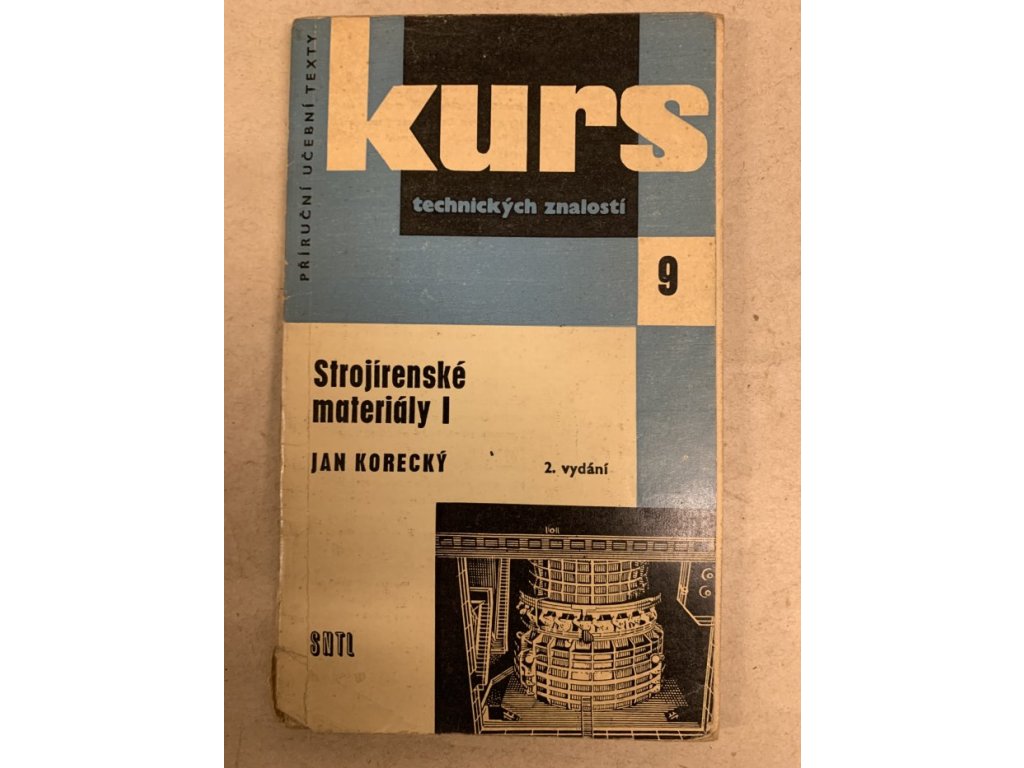 PŘÍRUČNÍ UČEBNÍ TEXTY
kurs
technických znalostí
9
Strojírenské
materiály I
JAN KORECKÝ
2. vydání
SNTL